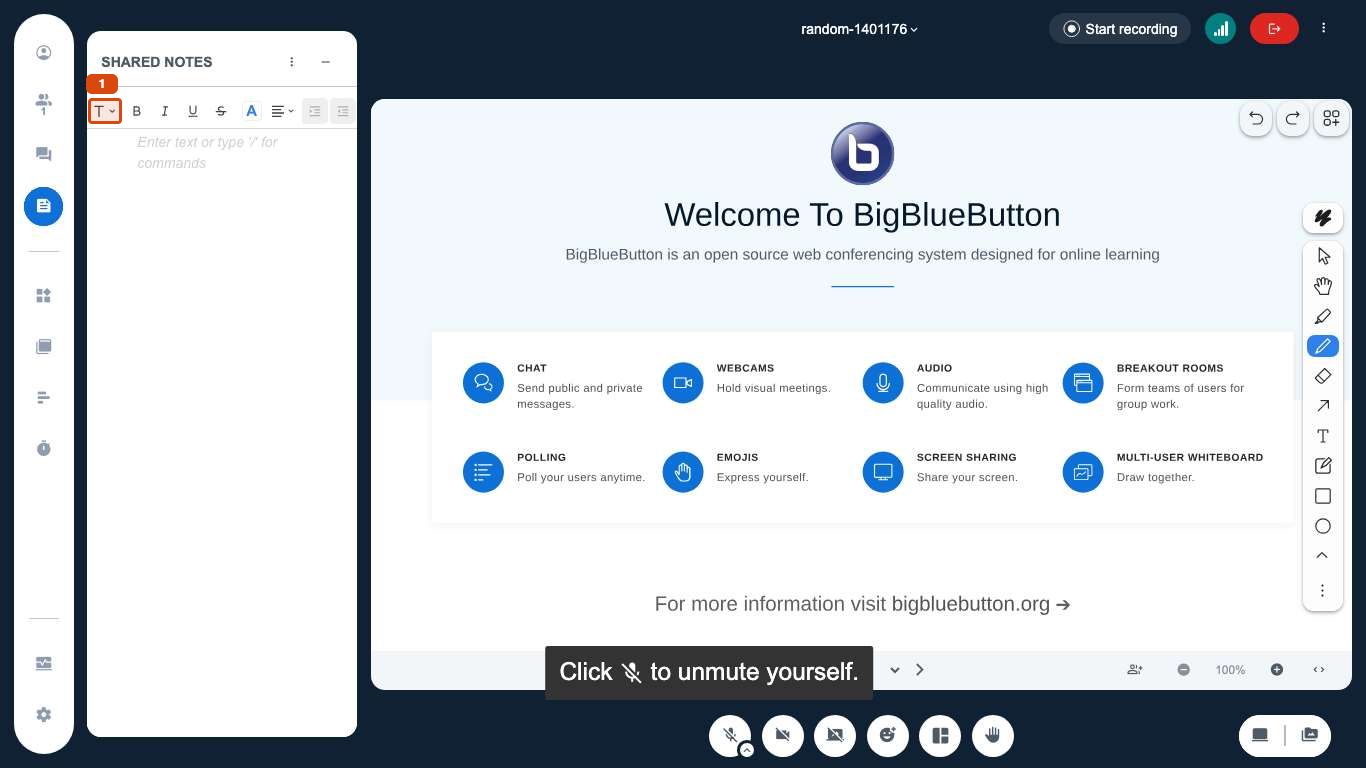 random-1401176
Start recording
1
SHARED NOTES
1
T B I U S A
Enter text or type '/' for
commands
Welcome To BigBlueButton
BigBlueButton is an open source web conferencing system designed for online learning
CHAT
Send public and private
messages.
WEBCAMS
Hold visual meetings.
AUDIO
Communicate using high
quality audio.
BREAKOUT ROOMS
Form teams of users for
group work.
POLLING
Poll your users anytime.
EMOJIS
Express yourself.
SCREEN SHARING
Share your screen.
MULTI-USER WHITEBOARD
Draw together.
For more information visit bigbluebutton.org ➔
Click to unmute yourself.
100%